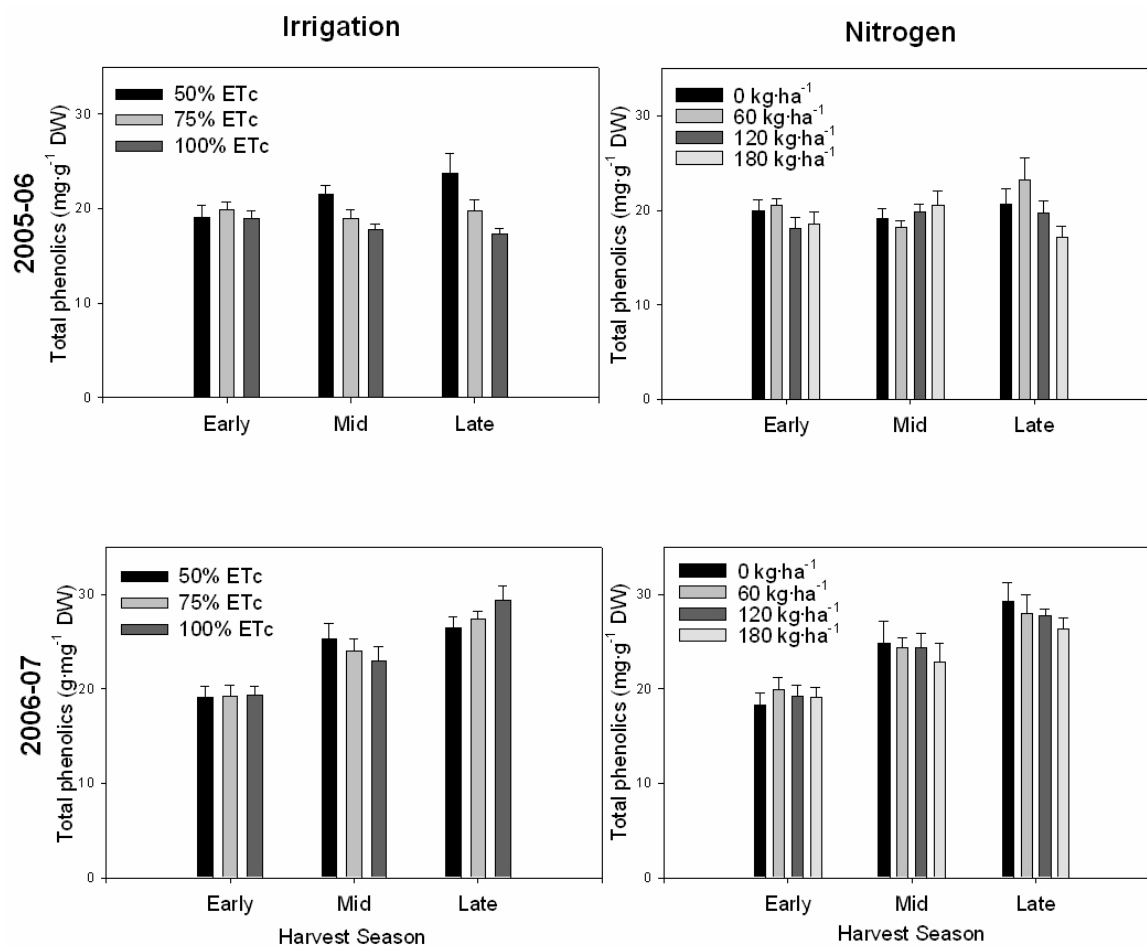 Irrigation
Nitrogen
2005-06
Total phenolics (mg·g⁻¹ DW)
30
20
10
0
50% ETc
75% ETc
100% ETc
Early Mid Late
Total phenolics (mg·g⁻¹ DW)
30
20
10
0
0 kg·ha⁻¹
60 kg·ha⁻¹
120 kg·ha⁻¹
180 kg·ha⁻¹
Early Mid Late
2006-07
Total phenolics (g·mg⁻¹ DW)
30
20
10
0
50% ETc
75% ETc
100% ETc
Early Mid Late
Harvest Season
Total phenolics (mg·g⁻¹ DW)
30
20
10
0
0 kg·ha⁻¹
60 kg·ha⁻¹
120 kg·ha⁻¹
180 kg·ha⁻¹
Early Mid Late
Harvest Season